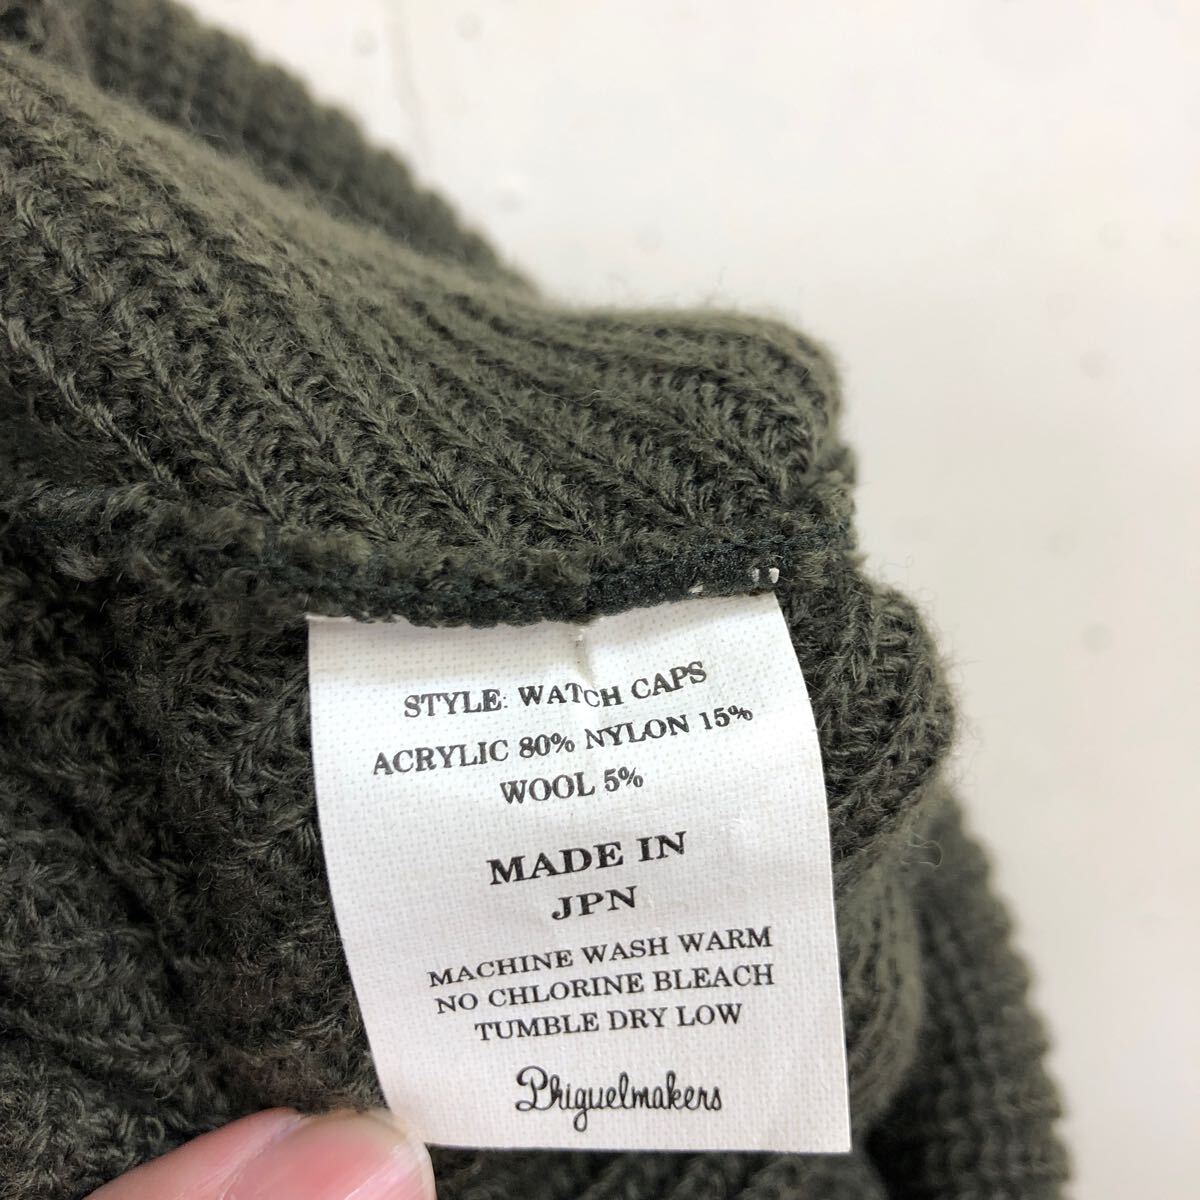 STYLE: WATCH CAPS
ACRYLIC 80% NYLON 15%
WOOL 5%
MADE IN
JPN
MACHINE WASH WARM
NO CHLORINE BLEACH
TUMBLE DRY LOW
Phiguelmakers